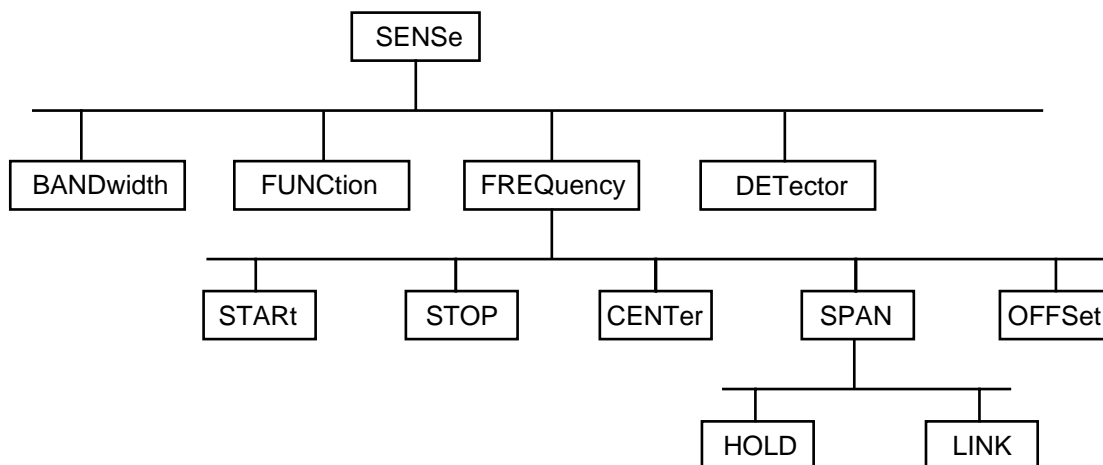 SENSe
BANDwidth
FUNCtion
FREQuency
DETector
STARt
STOP
CENTer
SPAN
OFFSet
HOLD
LINK